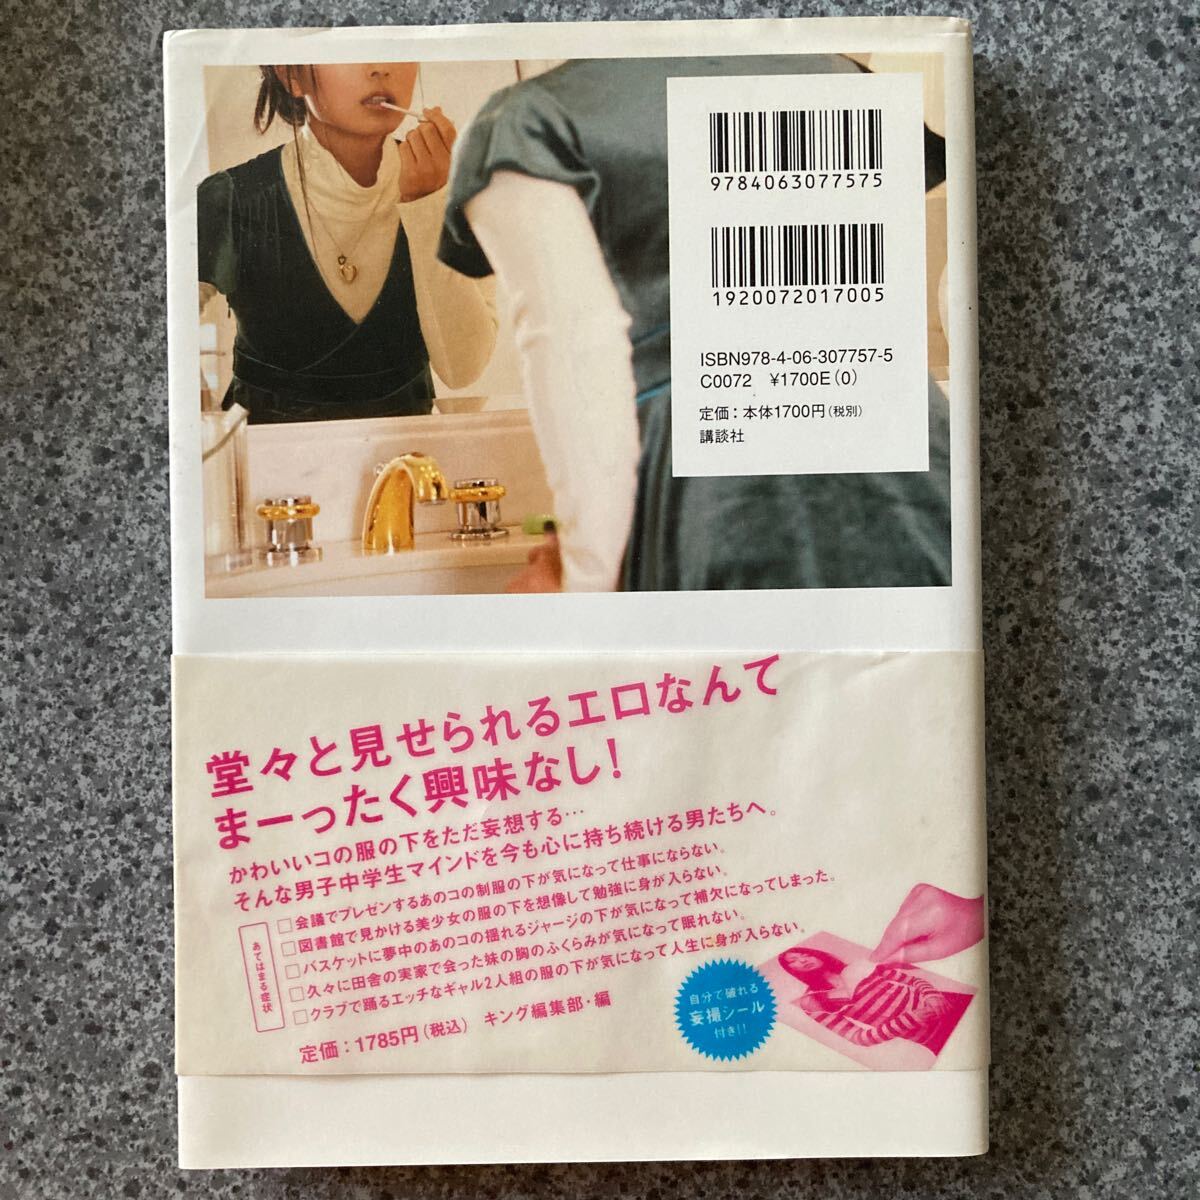 9784063077575
1920072017005
ISBN978-4-06-307757-5
C0072 ¥1700E(0)
定価：本体1700円(税別)
講談社
堂々と見せられるエロなんて
まーったく興味なし！
かわいいコの服の下をただ妄想する…
そんな男子中学生マインドを今も心に持ち続ける男たちへ。
あてはまる症状
□会議でプレゼンするあのコの制服の下が気になって仕事にならない。
□図書館で見かける美少女の服の下を想像して勉強に身が入らない。
□バスケットに夢中のあのコの揺れるジャージの下が気になって補欠になってしまった。
□久々に田舎の実家で会った妹の胸のふくらみが気になって眠れない。
□クラブで踊るエッチなギャル2人組の服の下が気になって人生に身が入らない。
定価：1785円(税込) キング編集部・編
自分で破れる
妄撮シール
付き!!